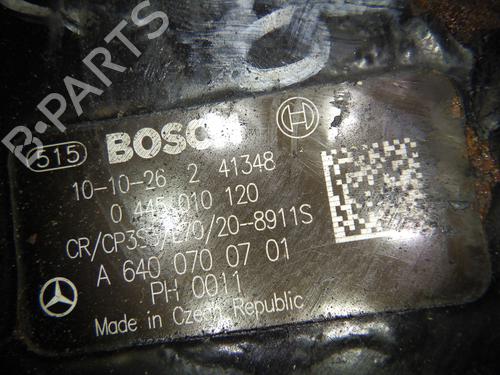 B-PARTS
515 BOSCH
10-10-26 2 41348
0 445 010 120
A 640 070 07 01
PH 0011
Made in Czech Republic